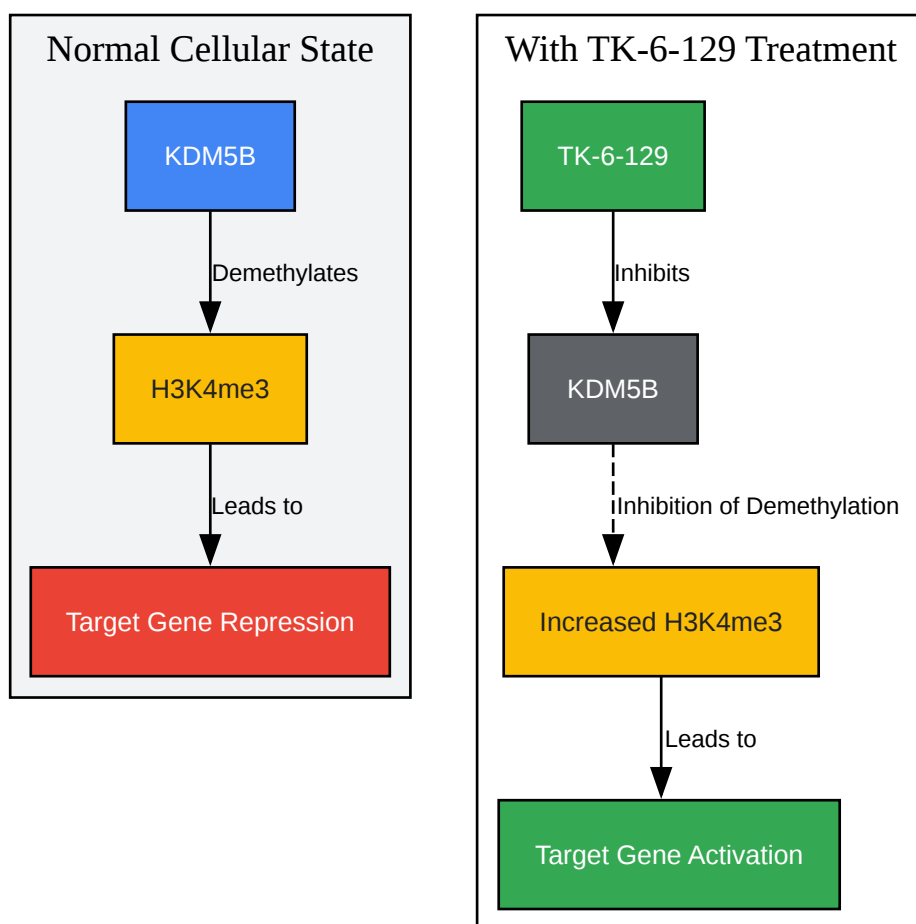 Normal Cellular State
KDM5B
Demethylates
H3K4me3
Leads to
Target Gene Repression
With TK-6-129 Treatment
TK-6-129
Inhibits
KDM5B
Inhibition of Demethylation
Increased H3K4me3
Leads to
Target Gene Activation